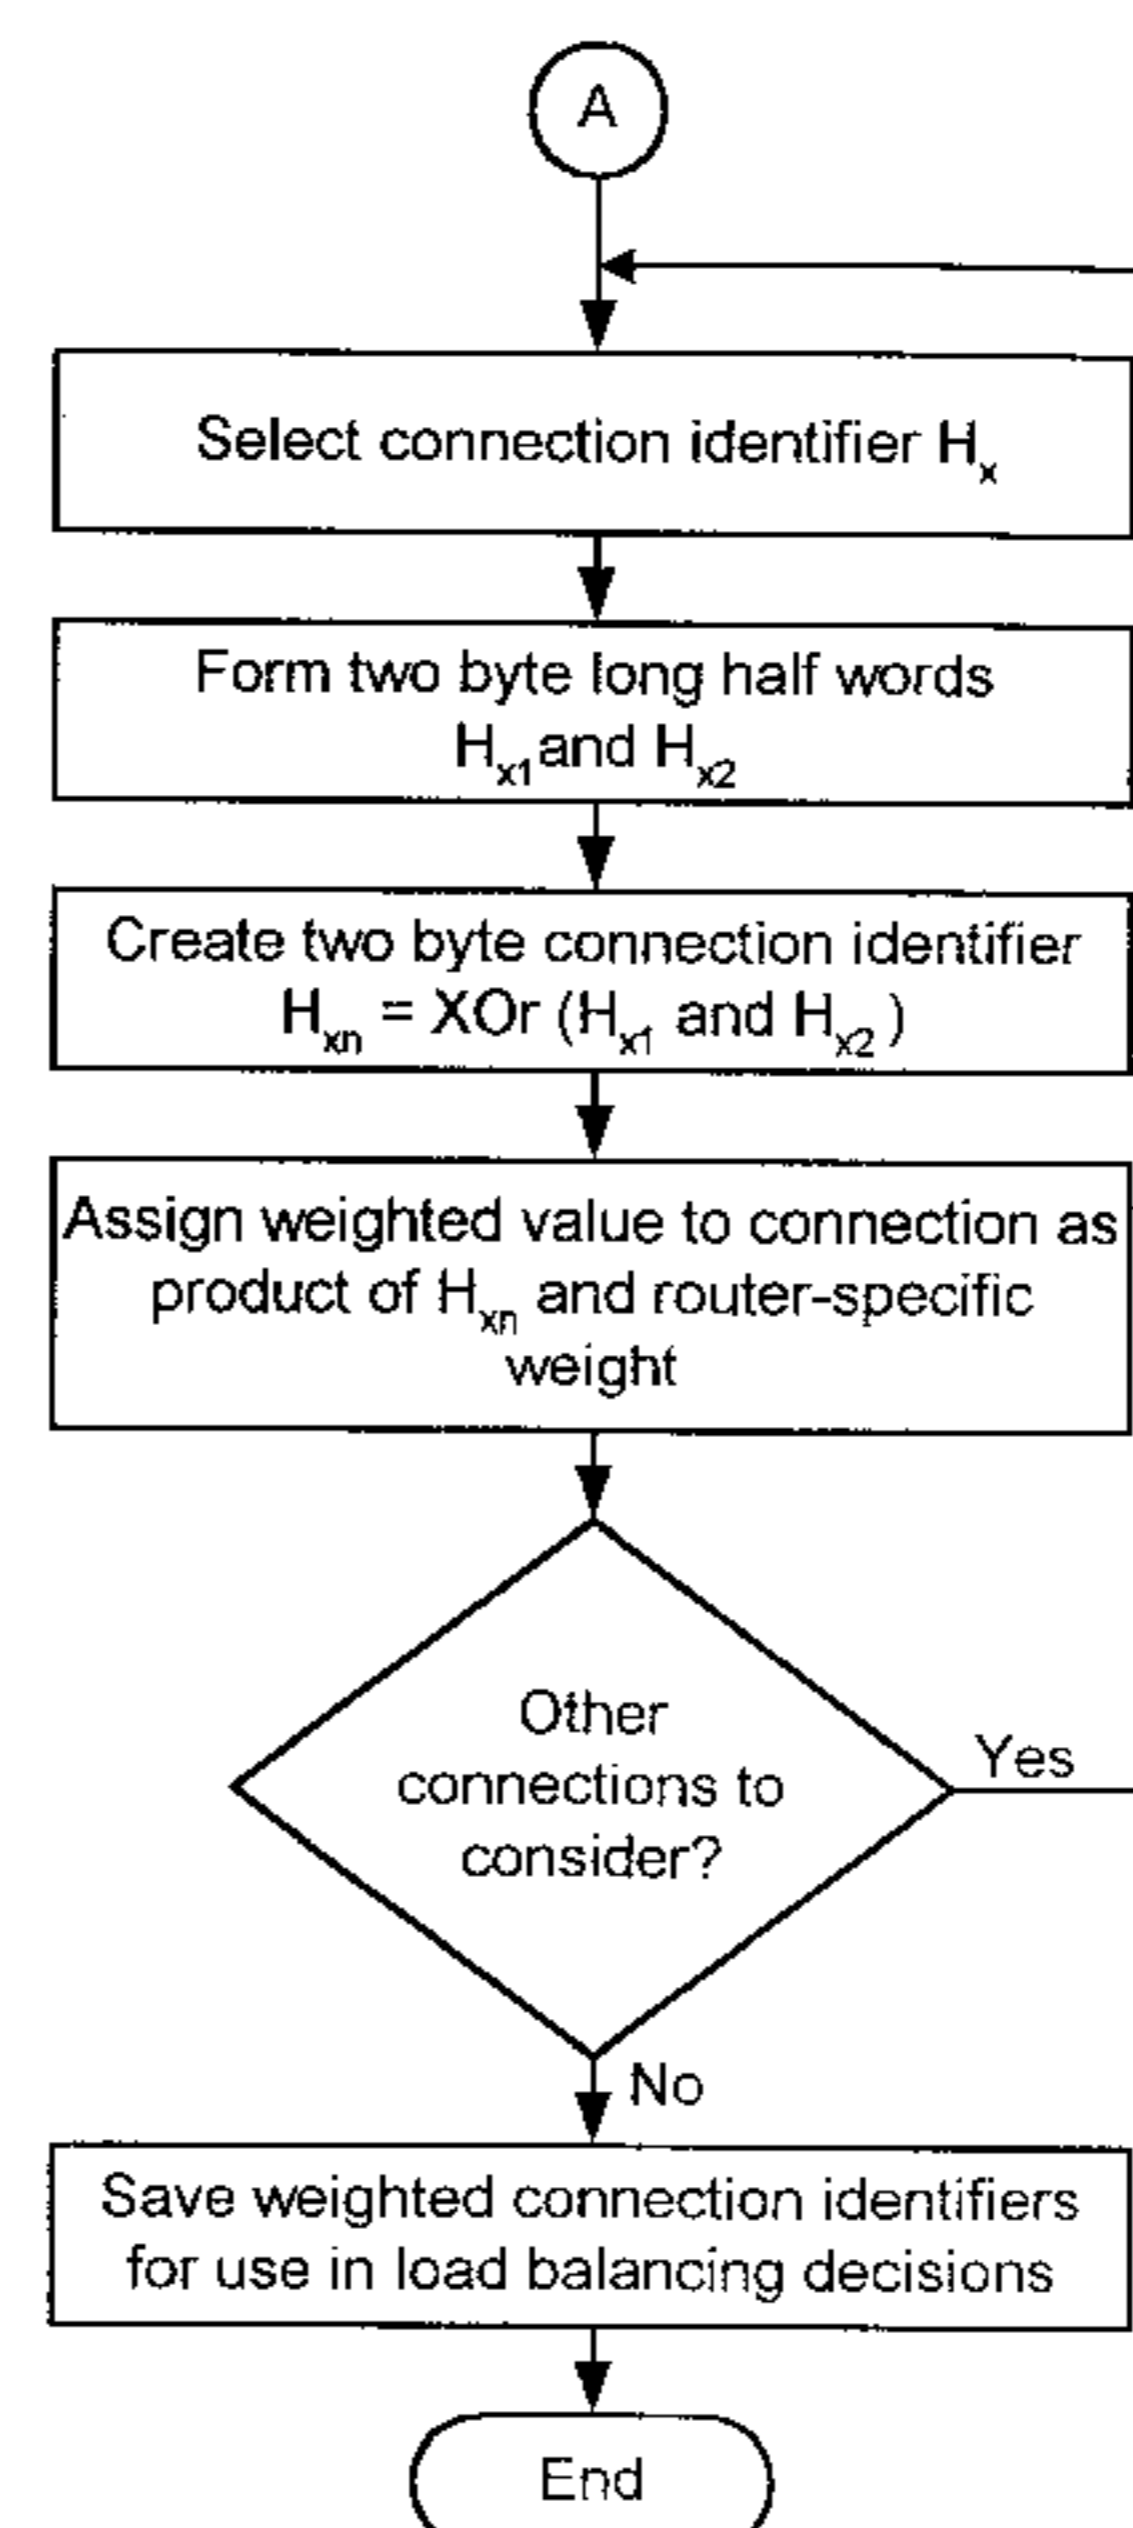 A
Select connection identifier Hx
Form two byte long half words
Hx1 and Hx2
Create two byte connection identifier
Hxn = XOr (Hx1 and Hx2 )
Assign weighted value to connection as
product of Hxn and router-specific
weight
Other
connections to
consider?
Yes
No
Save weighted connection identifiers
for use in load balancing decisions
End